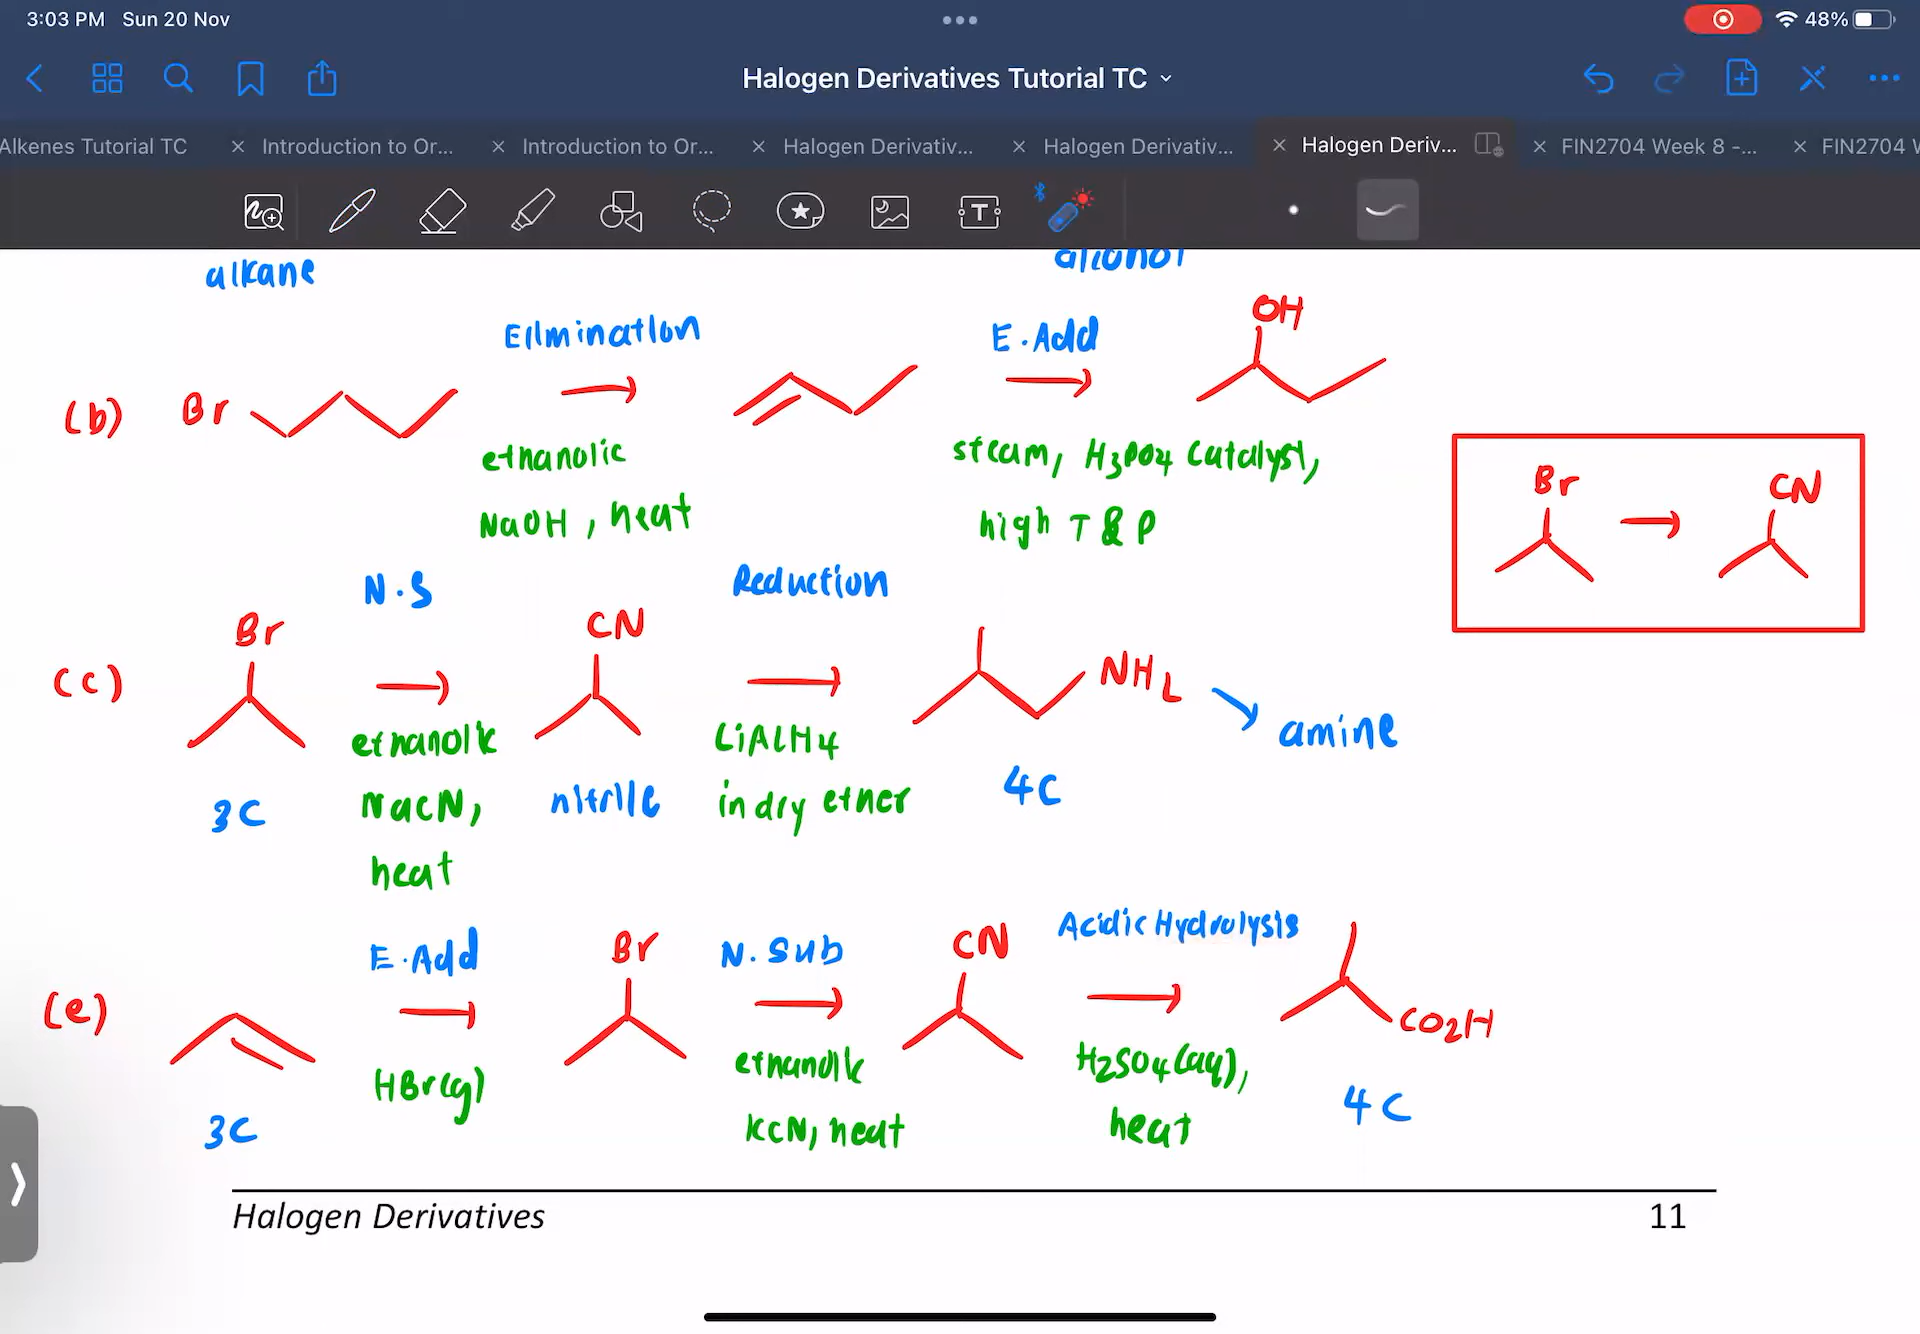 3:03 PM Sun 20 Nov
48%
Halogen Derivatives Tutorial TC
Alkenes Tutorial TC
Introduction to Or...
Introduction to Or...
Halogen Derivativ...
Halogen Derivativ...
Halogen Deriv...
FIN2704 Week 8 -...
FIN2704 W
T
alkane
alcohol
Elimination
E. Add
OH
(b) Br
ethanolic
NaOH, heat
steam, H3PO4 catalyst,
high T & P
Br
CN
N.S
Reduction
Br
CN
(c)
NH2
amine
ethanolic
NaCN,
heat
LiAlH4
in dry ether
3C
nitrile
4C
E. Add
N. Sub
Acidic Hydrolysis
Br
CN
(e)
CO2H
HBr(g)
ethanolic
KCN, heat
H2SO4(aq),
heat
3C
4C
Halogen Derivatives
11